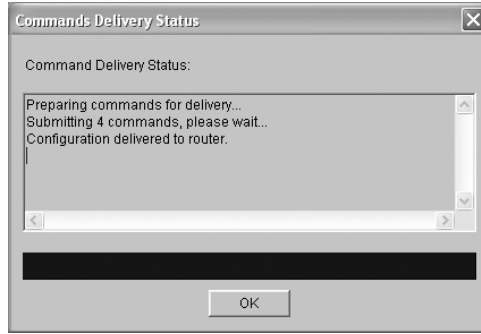 Commands Delivery Status
Command Delivery Status:
Preparing commands for delivery...
Submitting 4 commands, please wait...
Configuration delivered to router.
OK